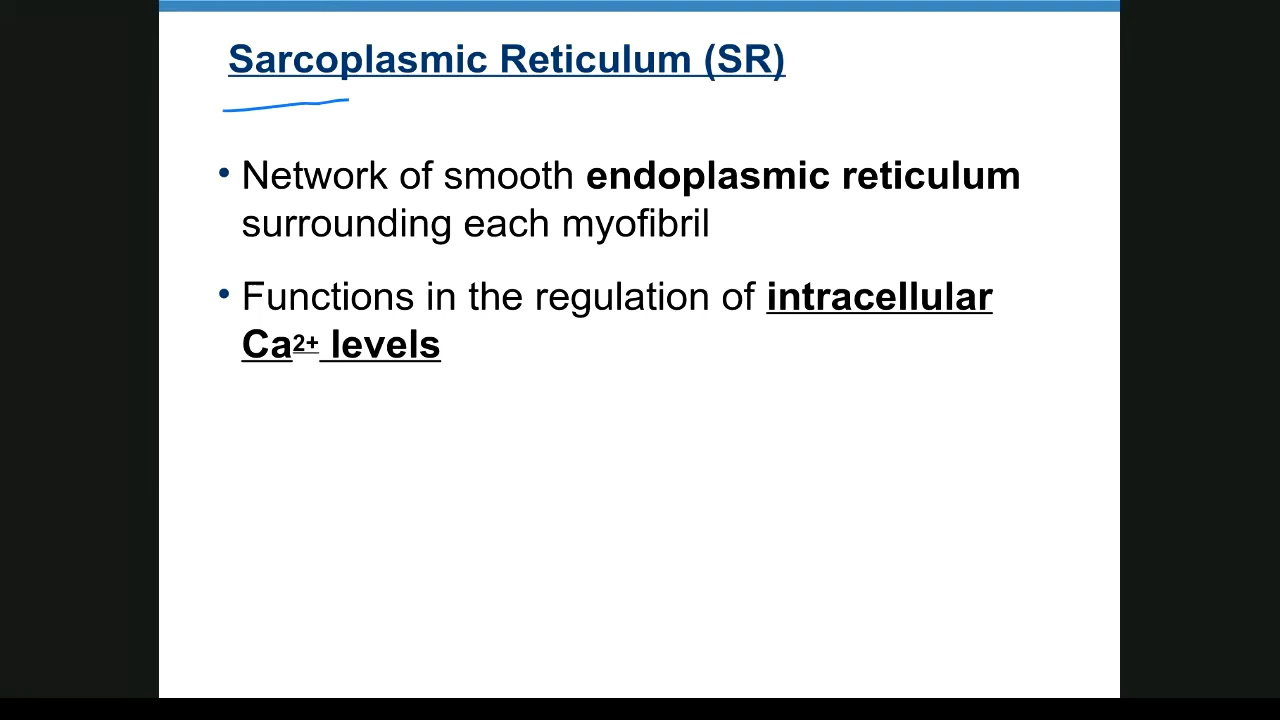 Sarcoplasmic Reticulum (SR)
• Network of smooth endoplasmic reticulum
surrounding each myofibril
• Functions in the regulation of intracellular
Ca²⁺ levels